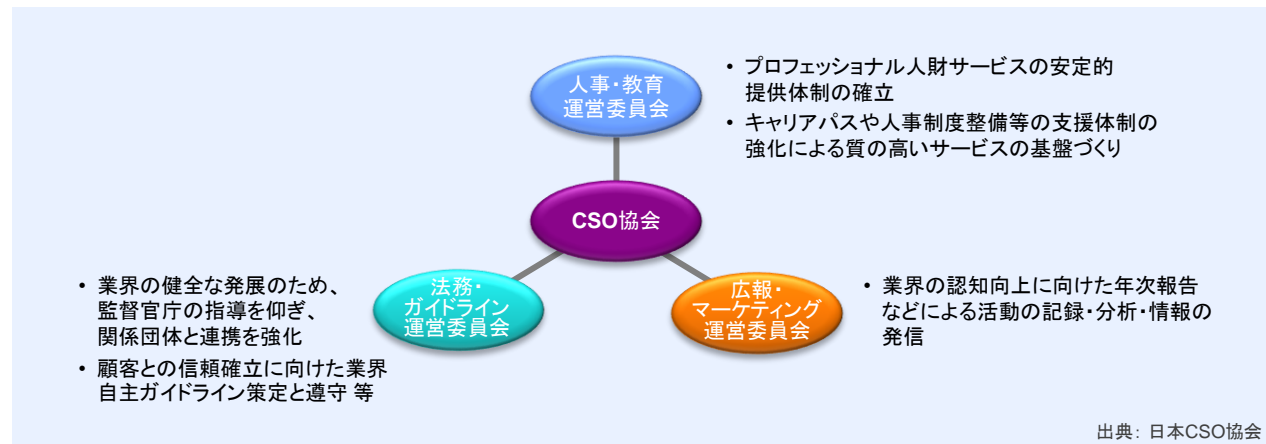 人事・教育
運営委員会
・ プロフェッショナル人財サービスの安定的
提供体制の確立
・ キャリアパスや人事制度整備等の支援体制の
強化による質の高いサービスの基盤づくり
CSO協会
・ 業界の健全な発展のため、
監督官庁の指導を仰ぎ、
関係団体と連携を強化
・ 顧客との信頼確立に向けた業界
自主ガイドライン策定と遵守 等
法務・
ガイドライン
運営委員会
広報・
マーケティング
運営委員会
・ 業界の認知向上に向けた年次報告
などによる活動の記録・分析・情報の
発信
出典： 日本CSO協会